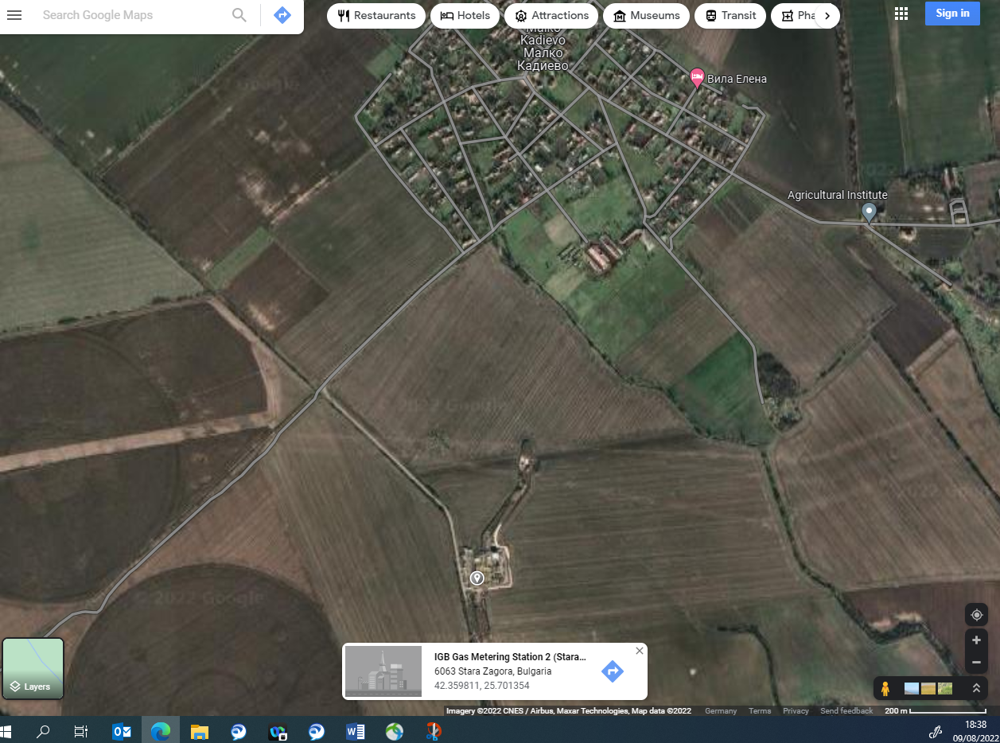 Search Google Maps
Restaurants
Hotels
Attractions
Museums
Transit
Pha
Sign in
Malko
Kadievo
Малко
Кадиево
Вила Елена
Agricultural Institute
IGB Gas Metering Station 2 (Stara...
6063 Stara Zagora, Bulgaria
42.359811, 25.701354
Layers
Imagery ©2022 CNES / Airbus, Maxar Technologies, Map data ©2022 Germany Terms Privacy Send feedback 200 m
18:38
09/08/2022